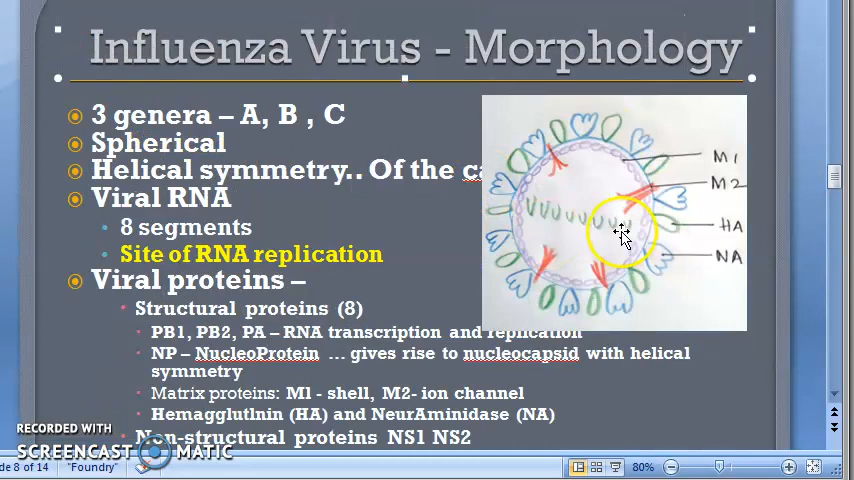 Influenza Virus - Morphology
3 genera – A, B , C
Spherical
Helical symmetry.. Of the ca
Viral RNA
8 segments
Site of RNA replication
Viral proteins –
Structural proteins (8)
PB1, PB2, PA – RNA transcription and replication
NP – NucleoProtein ... gives rise to nucleocapsid with helical
symmetry
Matrix proteins: M1 - shell, M2- ion channel
Hemagglutinin (HA) and NeurAminidase (NA)
Non-structural proteins NS1 NS2
M1
M2
HA
NA
RECORDED WITH
SCREENCAST MATIC
de 8 of 14
"Foundry"
80%